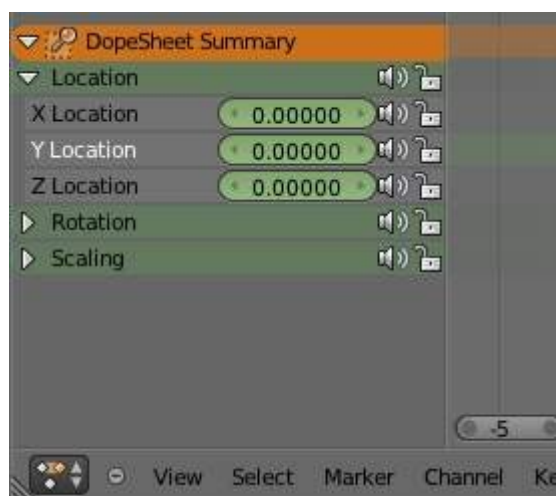 DopeSheet Summary
Location
X Location 0.00000
Y Location 0.00000
Z Location 0.00000
Rotation
Scaling
-5
View Select Marker Channel